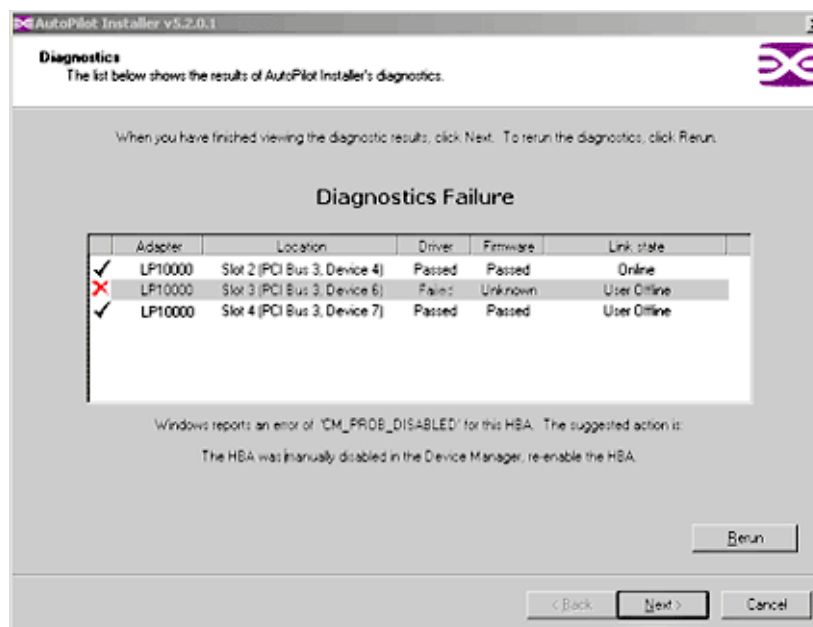 AutoPilot Installer v5.2.0.1
Diagnostics
The list below shows the results of AutoPilot Installer's diagnostics.
When you have finished viewing the diagnostic results, click Next. To rerun the diagnostics, click Rerun.
Diagnostics Failure
Adapter Location Driver Firmware Link state
LP10000 Slot 2 (PCI Bus 3, Device 4) Passed Passed Online
LP10000 Slot 3 (PCI Bus 3, Device 6) Failed Unknown User Offline
LP10000 Slot 4 (PCI Bus 3, Device 7) Passed Passed User Offline
Windows reports an error of 'CM_PROB_DISABLED' for this HBA. The suggested action is:
The HBA was manually disabled in the Device Manager, re-enable the HBA.
Rerun
< Back Next > Cancel